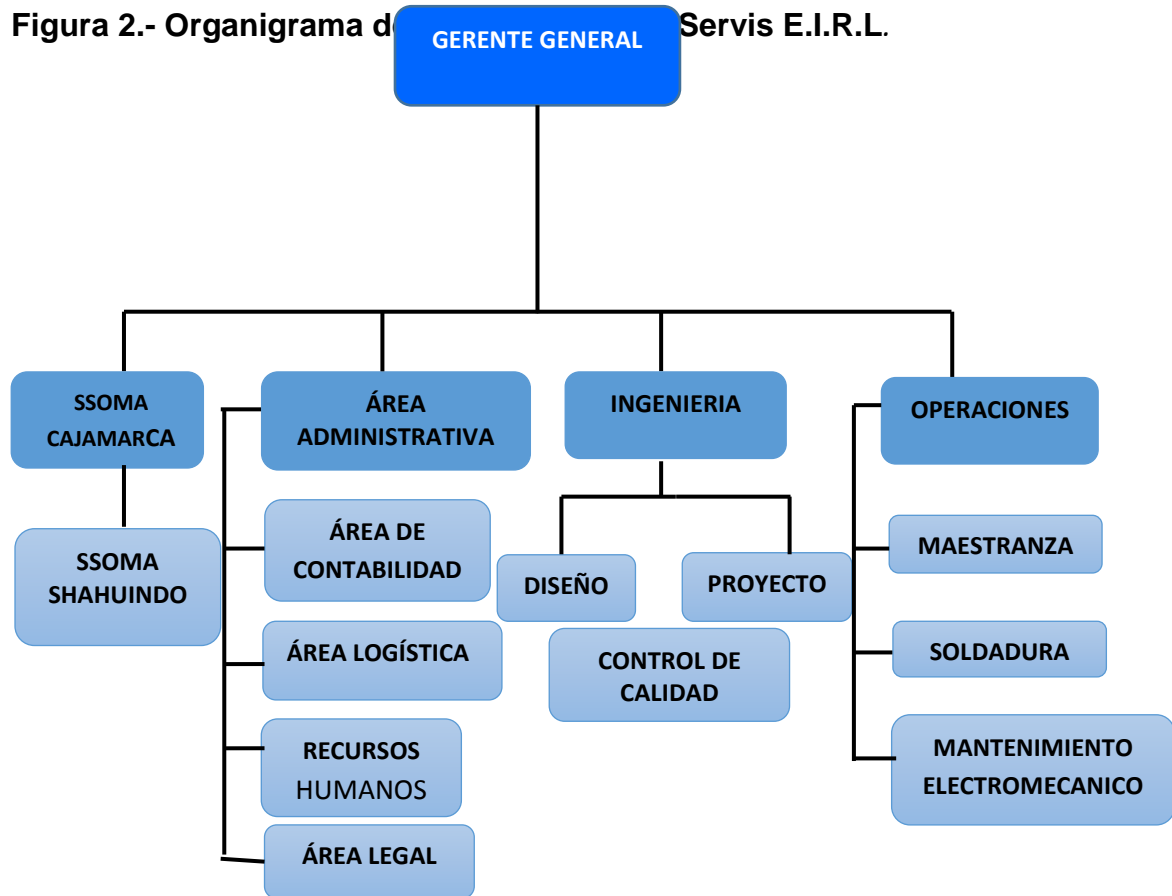 Figura 2.- Organigrama d Servis E.I.R.L.
GERENTE GENERAL
SSOMA
CAJAMARCA
ÁREA
ADMINISTRATIVA
INGENIERIA
OPERACIONES
SSOMA
SHAHUINDO
ÁREA DE
CONTABILIDAD
ÁREA LOGÍSTICA
RECURSOS
HUMANOS
ÁREA LEGAL
DISEÑO
PROYECTO
CONTROL DE
CALIDAD
MAESTRANZA
SOLDADURA
MANTENIMIENTO
ELECTROMECANICO